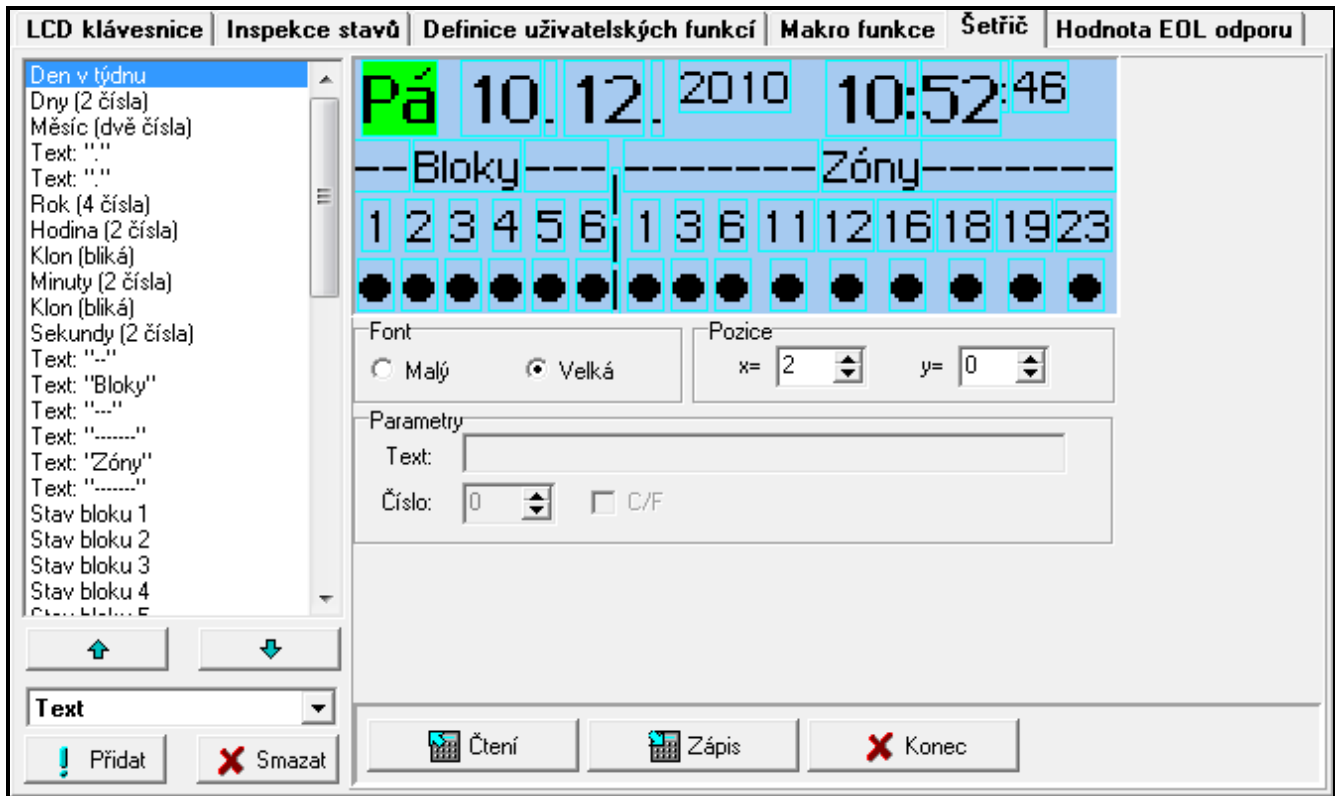 LCD klávesnice Inspekce stavů Definice uživatelských funkcí Makro funkce Šetřič Hodnota EOL odporu
Den v týdnu
Dny (2 čísla)
Měsíc (dvě čísla)
Text: "."
Text: "."
Rok (4 čísla)
Hodina (2 čísla)
Klon (bliká)
Minuty (2 čísla)
Klon (bliká)
Sekundy (2 čísla)
Text: "--"
Text: "Bloky"
Text: "---"
Text: "-------"
Text: "Zóny"
Text: "-------"
Stav bloku 1
Stav bloku 2
Stav bloku 3
Stav bloku 4
Text
Přidat Smazat
Pá 10. 12. 2010 10:52:46
--Bloky--- -------Zóny-------
1 2 3 4 5 6 1 3 6 11 12 16 18 19 23
Font
Malý Velká
Pozice
x= 2 y= 0
Parametry
Text:
Číslo: 0 C/F
Čtení Zápis Konec